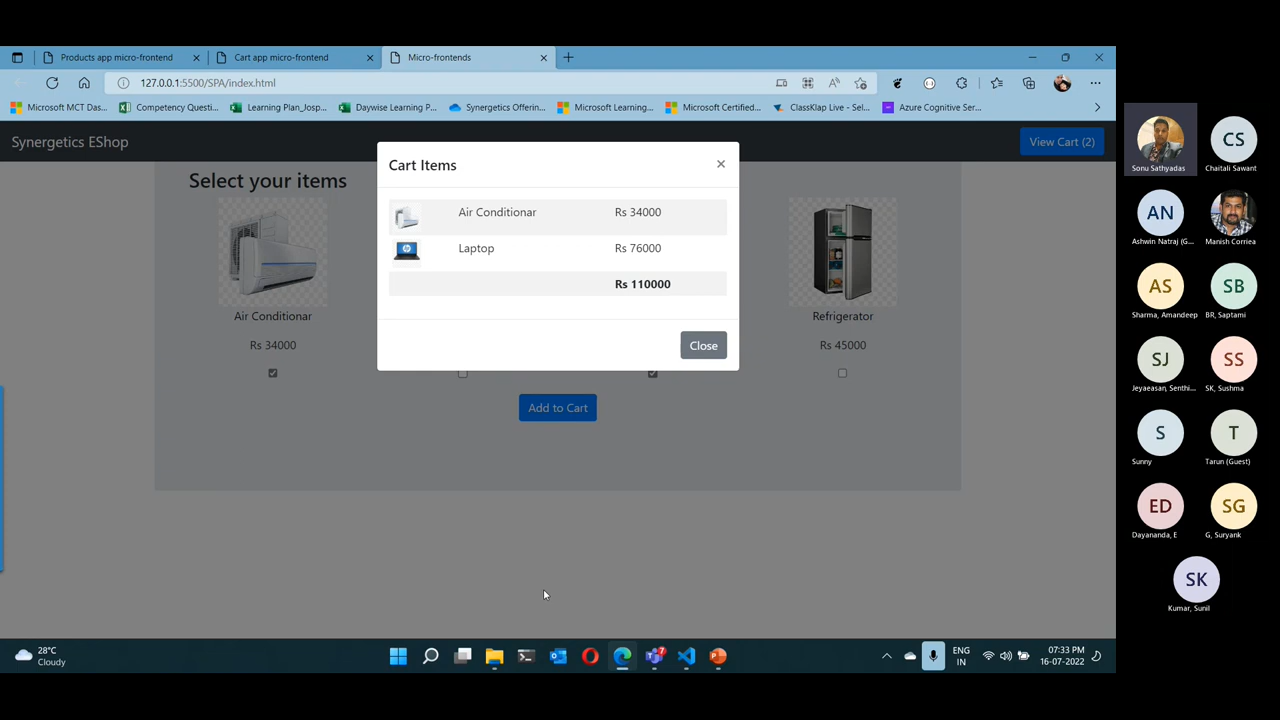 Products app micro-frontend
Cart app micro-frontend
Micro-frontends
127.0.0.1:5500/SPA/index.html
Microsoft MCT Das...
Competency Questi...
Learning Plan_Josp...
Daywise Learning P...
Synergetics Offerin...
Microsoft Learning...
Microsoft Certified...
ClassKlap Live - Sel...
Azure Cognitive Ser...
Synergetics EShop
View Cart (2)
Select your items
Cart Items
Air Conditionar Rs 34000
Laptop Rs 76000
Rs 110000
Close
Air Conditionar
Rs 34000
Refrigerator
Rs 45000
Add to Cart
Sonu Sathyadas
CS
Chaitali Sawant
AN
Ashwin Natraj (G...
Manish Corriea
AS
Sharma, Amandeep
SB
BR, Saptami
SJ
Jeyaeasan, Senthi...
SS
SK, Sushma
S
Sunny
T
Tarun (Guest)
ED
Dayananda, E
SG
G, Suryank
SK
Kumar, Sunil
28°C
Cloudy
7
ENG
IN
07:33 PM
16-07-2022